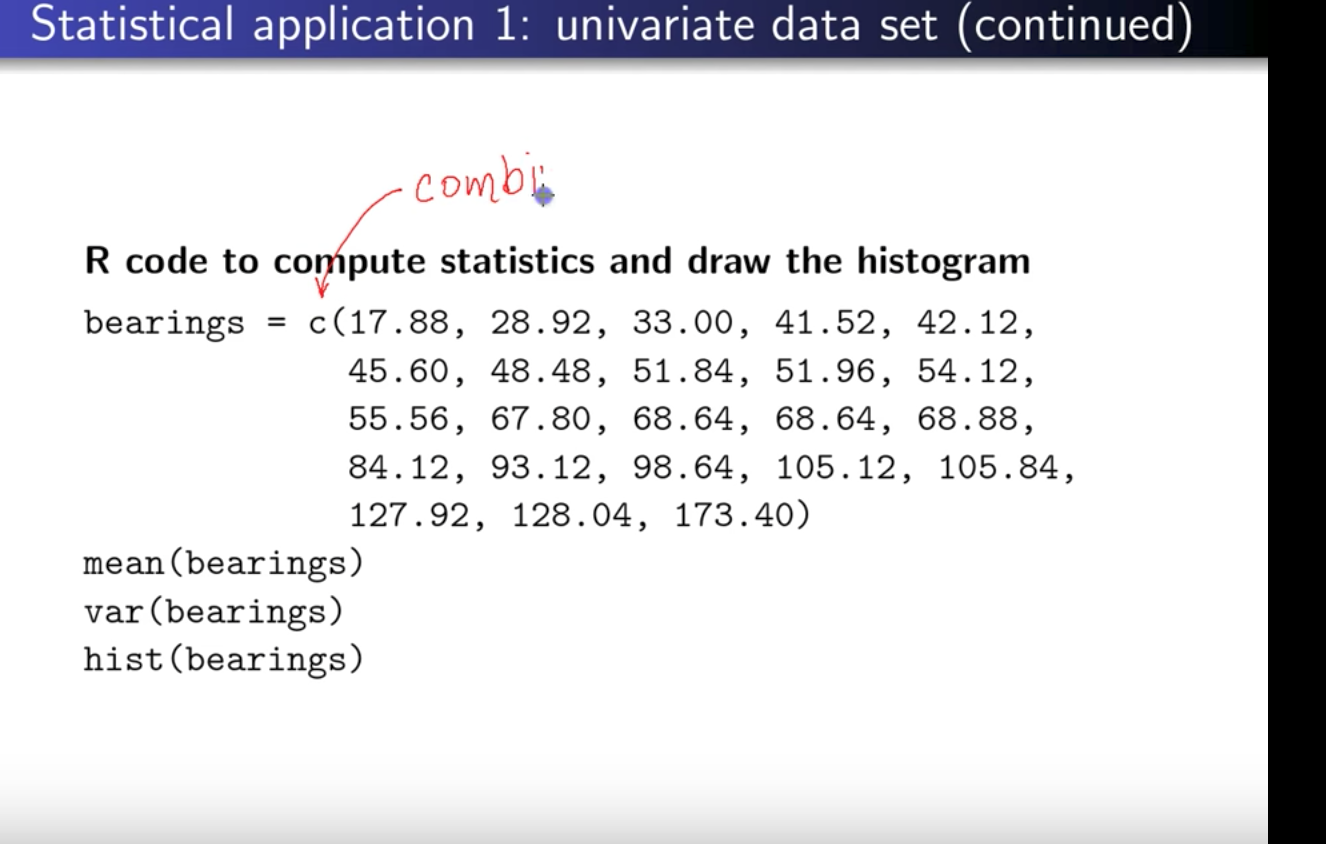 Statistical application 1: univariate data set (continued)
combi
R code to compute statistics and draw the histogram
bearings = c(17.88, 28.92, 33.00, 41.52, 42.12,
45.60, 48.48, 51.84, 51.96, 54.12,
55.56, 67.80, 68.64, 68.64, 68.88,
84.12, 93.12, 98.64, 105.12, 105.84,
127.92, 128.04, 173.40)
mean(bearings)
var(bearings)
hist(bearings)